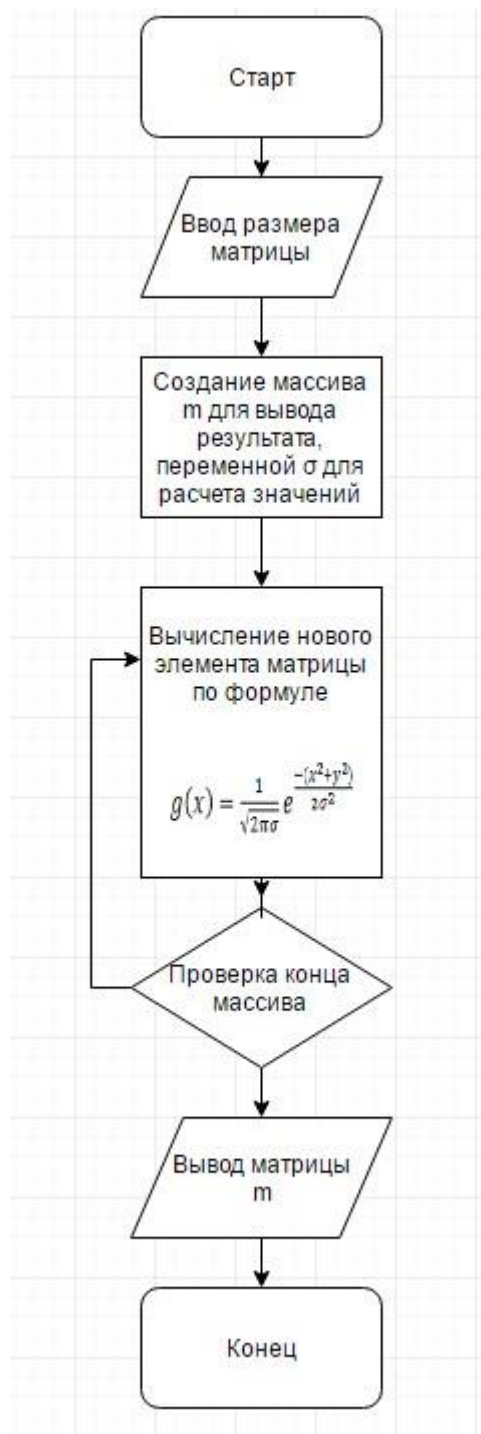 Старт
Ввод размера
матрицы
Создание массива
m для вывода
результата,
переменной σ для
расчета значений
Вычисление нового
элемента матрицы
по формуле
g(x) = 1/√(2πσ) e^(-(x²+y²)/2σ²)
Проверка конца
массива
Вывод матрицы
m
Конец